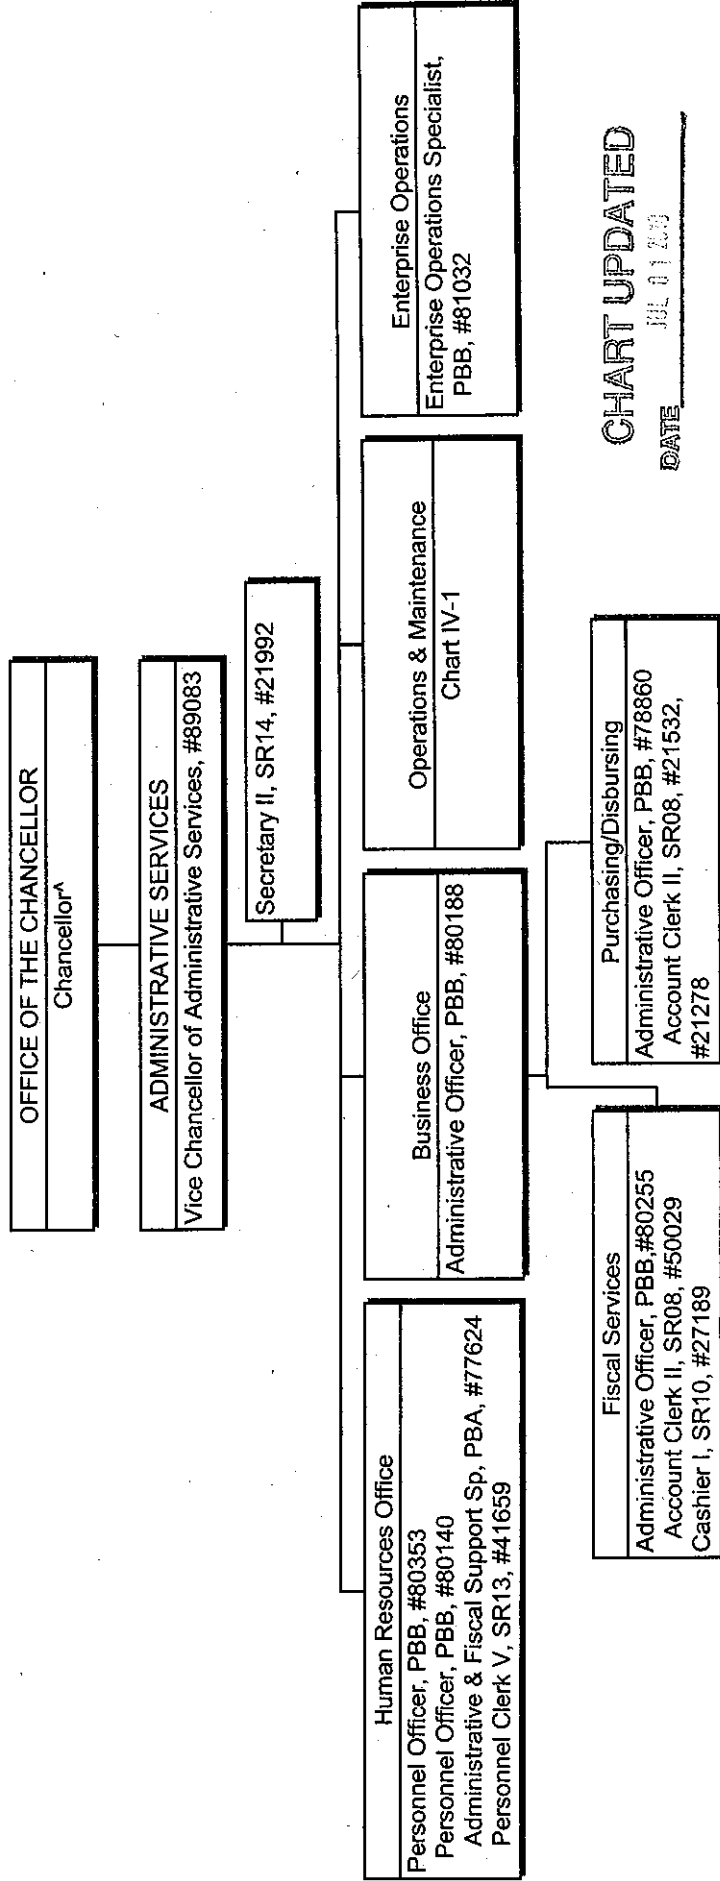 OFFICE OF THE CHANCELLOR
Chancellor^
ADMINISTRATIVE SERVICES
Vice Chancellor of Administrative Services, #89083
Secretary II, SR14, #21992
Human Resources Office
Personnel Officer, PBB, #80353
Personnel Officer, PBB, #80140
Administrative & Fiscal Support Sp, PBA, #77624
Personnel Clerk V, SR13, #41659
Business Office
Administrative Officer, PBB, #80188
Operations & Maintenance
Chart IV-1
Enterprise Operations
Enterprise Operations Specialist,
PBB, #81032
Fiscal Services
Administrative Officer, PBB,#80255
Account Clerk II, SR08, #50029
Cashier I, SR10, #27189
Purchasing/Disbursing
Administrative Officer, PBB, #78860
Account Clerk II, SR08, #21532,
#21278
CHART UPDATED
DATE JUL 01